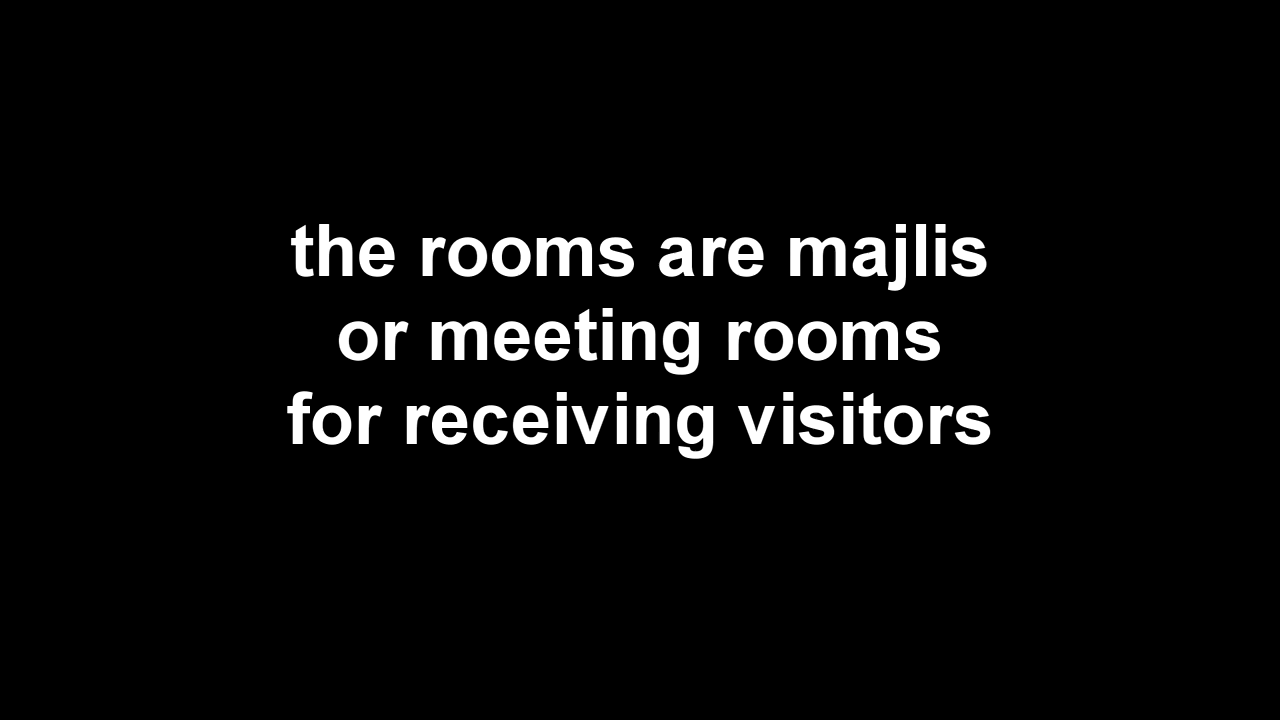 the rooms are majlis
or meeting rooms
for receiving visitors